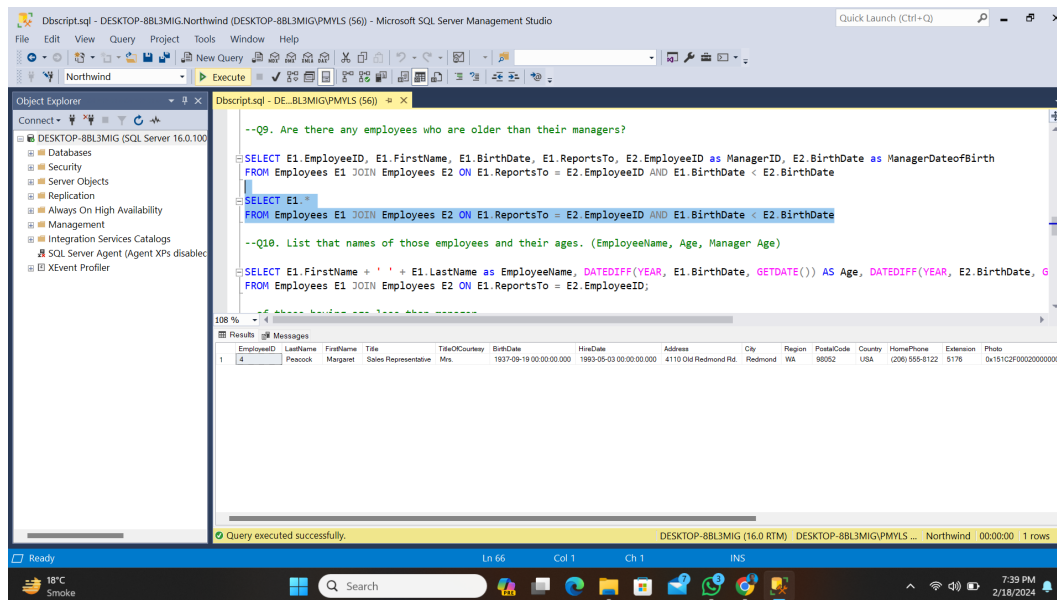 Dbscript.sql - DESKTOP-8BL3MIG.Northwind (DESKTOP-8BL3MIG\PMYLS (56)) - Microsoft SQL Server Management Studio
Quick Launch (Ctrl+Q)
File Edit View Query Project Tools Window Help
New Query
Northwind
Execute
Object Explorer
Dbscript.sql - DE...BL3MIG\PMYLS (56))
Connect
DESKTOP-8BL3MIG (SQL Server 16.0.100
Databases
Security
Server Objects
Replication
Always On High Availability
Management
Integration Services Catalogs
SQL Server Agent (Agent XPs disablec
XEvent Profiler
--Q9. Are there any employees who are older than their managers?
SELECT E1.EmployeeID, E1.FirstName, E1.BirthDate, E1.ReportsTo, E2.EmployeeID as ManagerID, E2.BirthDate as ManagerDateofBirth
FROM Employees E1 JOIN Employees E2 ON E1.ReportsTo = E2.EmployeeID AND E1.BirthDate < E2.BirthDate
SELECT E1.*
FROM Employees E1 JOIN Employees E2 ON E1.ReportsTo = E2.EmployeeID AND E1.BirthDate < E2.BirthDate
--Q10. List that names of those employees and their ages. (EmployeeName, Age, Manager Age)
SELECT E1.FirstName + ' ' + E1.LastName as EmployeeName, DATEDIFF(YEAR, E1.BirthDate, GETDATE()) AS Age, DATEDIFF(YEAR, E2.BirthDate, G
FROM Employees E1 JOIN Employees E2 ON E1.ReportsTo = E2.EmployeeID;
108 %
Results Messages
EmployeeID LastName FirstName Title TitleOfCourtesy BirthDate HireDate Address City Region PostalCode Country HomePhone Extension Photo
1 4 Peacock Margaret Sales Representative Mrs. 1937-09-19 00:00:00.000 1993-05-03 00:00:00.000 4110 Old Redmond Rd. Redmond WA 98052 USA (206) 555-8122 5176 0x151C2F0002000000
Query executed successfully.
DESKTOP-8BL3MIG (16.0 RTM) DESKTOP-8BL3MIG\PMYLS ... Northwind 00:00:00 1 rows
Ready
Ln 66 Col 1 Ch 1 INS
18°C
Smoke
Search
PRE
7
3
7:39 PM
2/18/2024